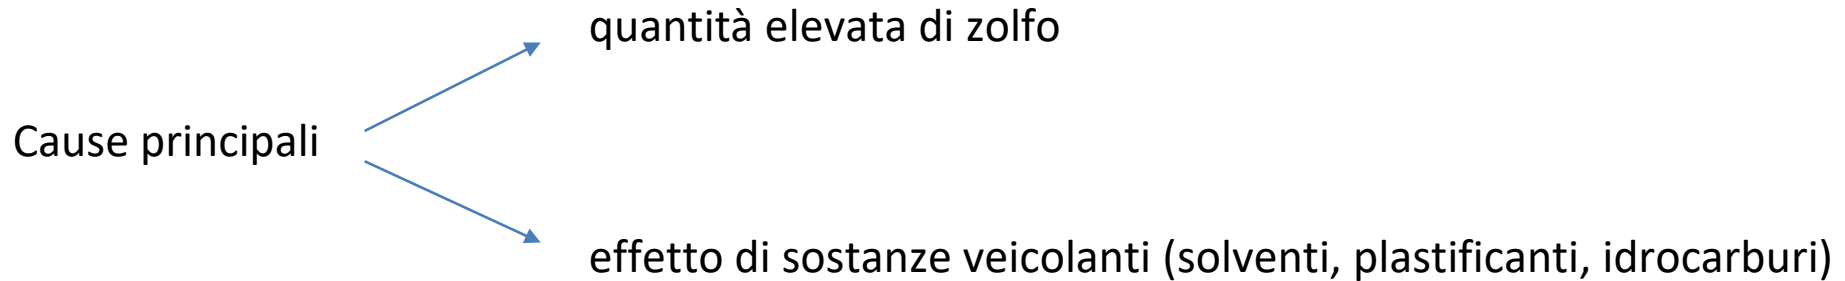 quantità elevata di zolfo
Cause principali
effetto di sostanze veicolanti (solventi, plastificanti, idrocarburi)